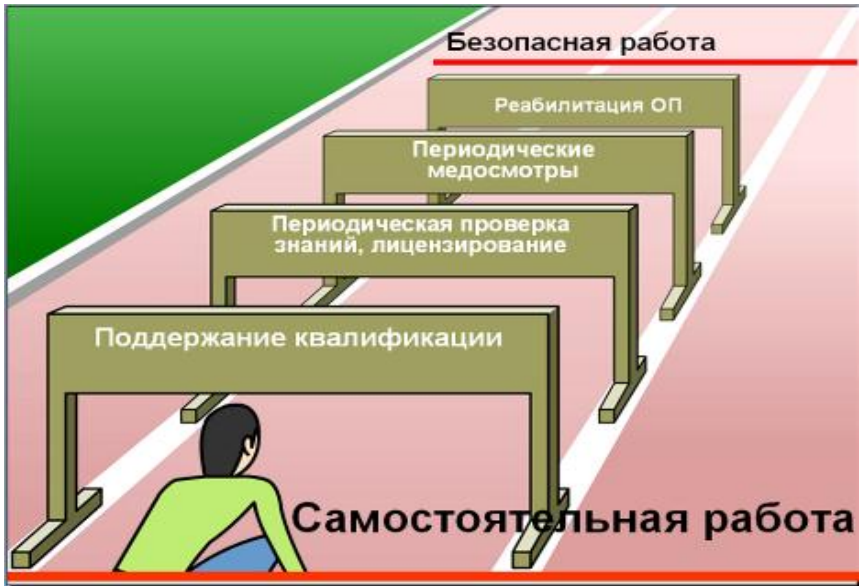 Безопасная работа
Реабилитация ОП
Периодические
медосмотры
Периодическая проверка
знаний, лицензирование
Поддержание квалификации
Самостоятельная работа